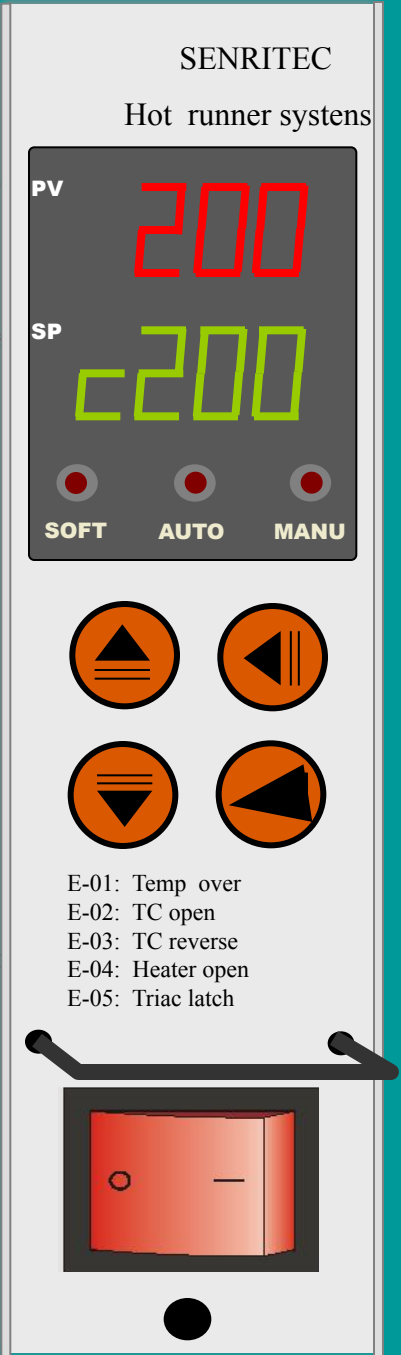 SENRITEC
Hot runner systens
PV
200
SP
c200
SOFT AUTO MANU
E-01: Temp over
E-02: TC open
E-03: TC reverse
E-04: Heater open
E-05: Triac latch
O —